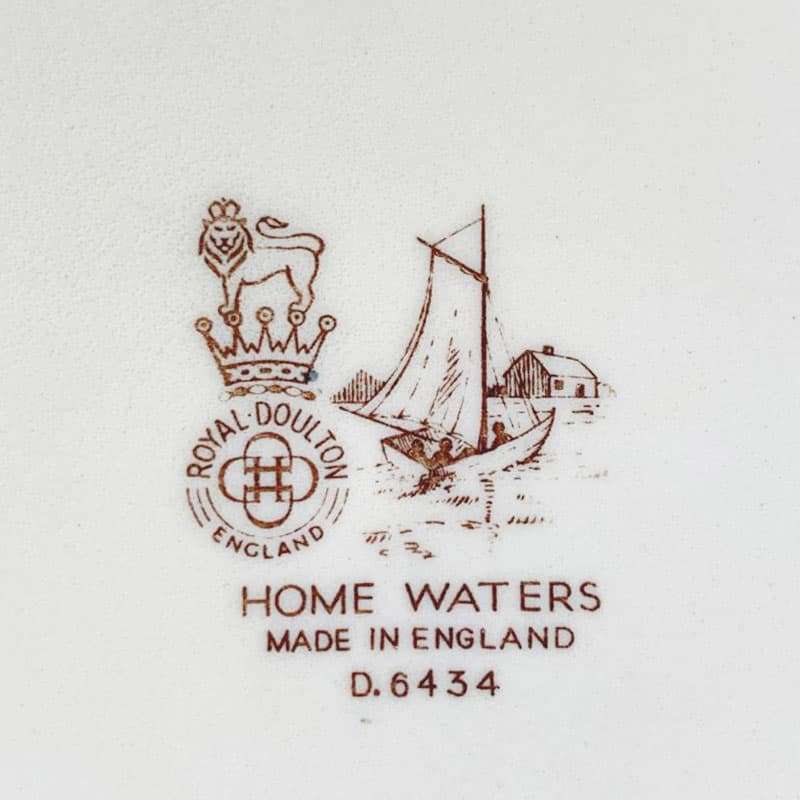 ROYAL·DOULTON
ENGLAND
HOME WATERS
MADE IN ENGLAND
D.6434